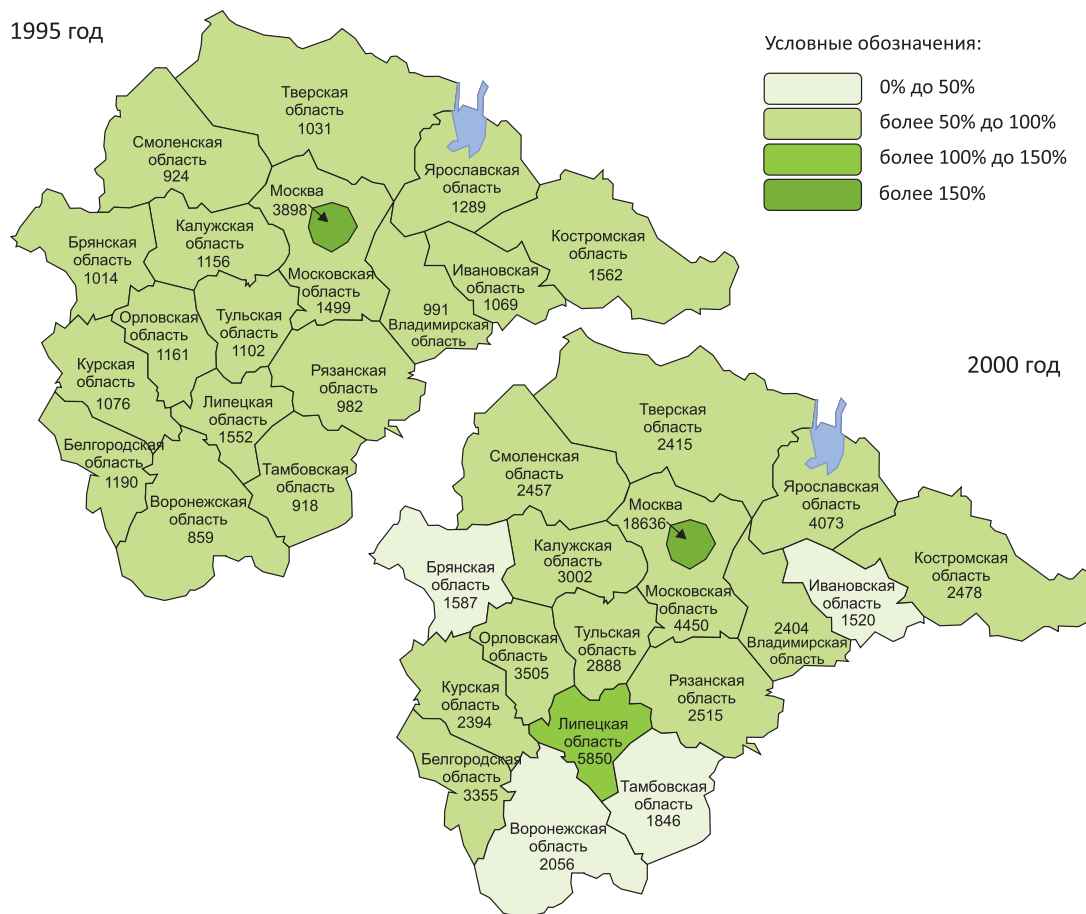 1995 год
Условные обозначения:
0% до 50%
более 50% до 100%
более 100% до 150%
более 150%
Тверская
область
1031
Смоленская
область
924
Ярославская
область
1289
Москва
3898
Костромская
область
1562
Брянская
область
1014
Калужская
область
1156
Московская
область
1499
Ивановская
область
1069
991
Владимирская
область
Орловская
область
1161
Тульская
область
1102
Курская
область
1076
Рязанская
область
982
Липецкая
область
1552
Белгородская
область
1190
Тамбовская
область
918
Воронежская
область
859
2000 год
Тверская
область
2415
Смоленская
область
2457
Ярославская
область
4073
Москва
18636
Костромская
область
2478
Брянская
область
1587
Калужская
область
3002
Московская
область
4450
Ивановская
область
1520
2404
Владимирская
область
Орловская
область
3505
Тульская
область
2888
Курская
область
2394
Рязанская
область
2515
Липецкая
область
5850
Белгородская
область
3355
Тамбовская
область
1846
Воронежская
область
2056